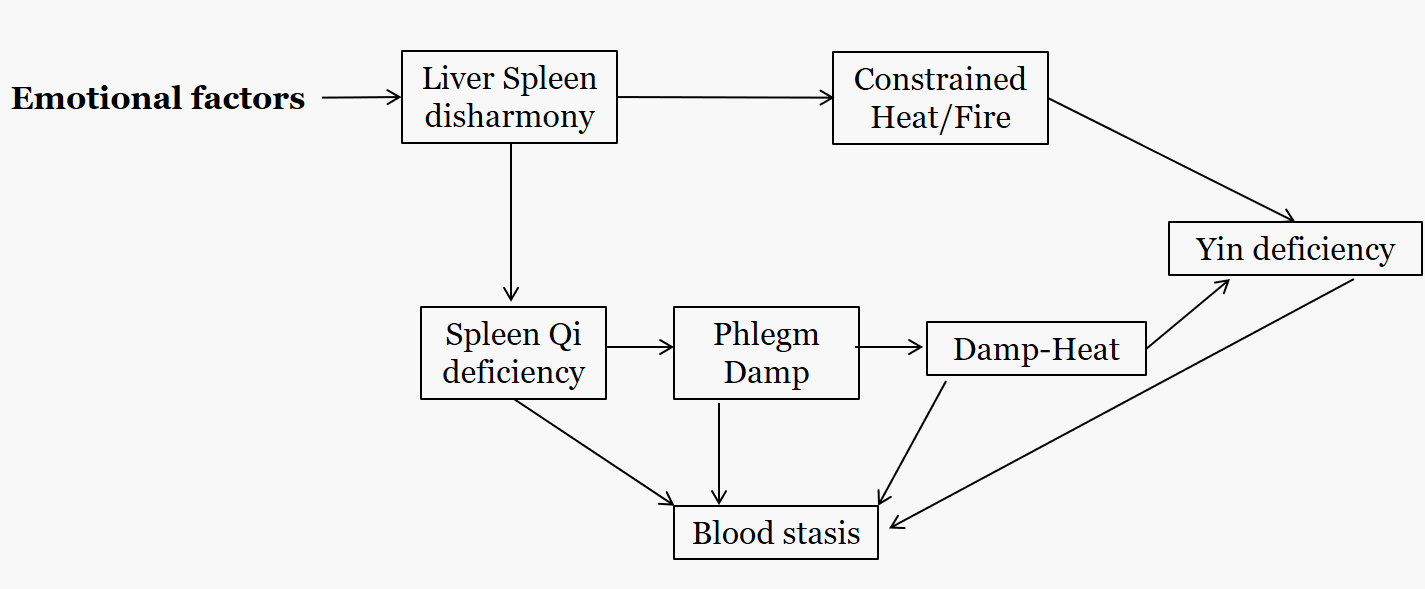 Emotional factors
Liver Spleen
disharmony
Constrained
Heat/Fire
Yin deficiency
Spleen Qi
deficiency
Phlegm
Damp
Damp-Heat
Blood stasis